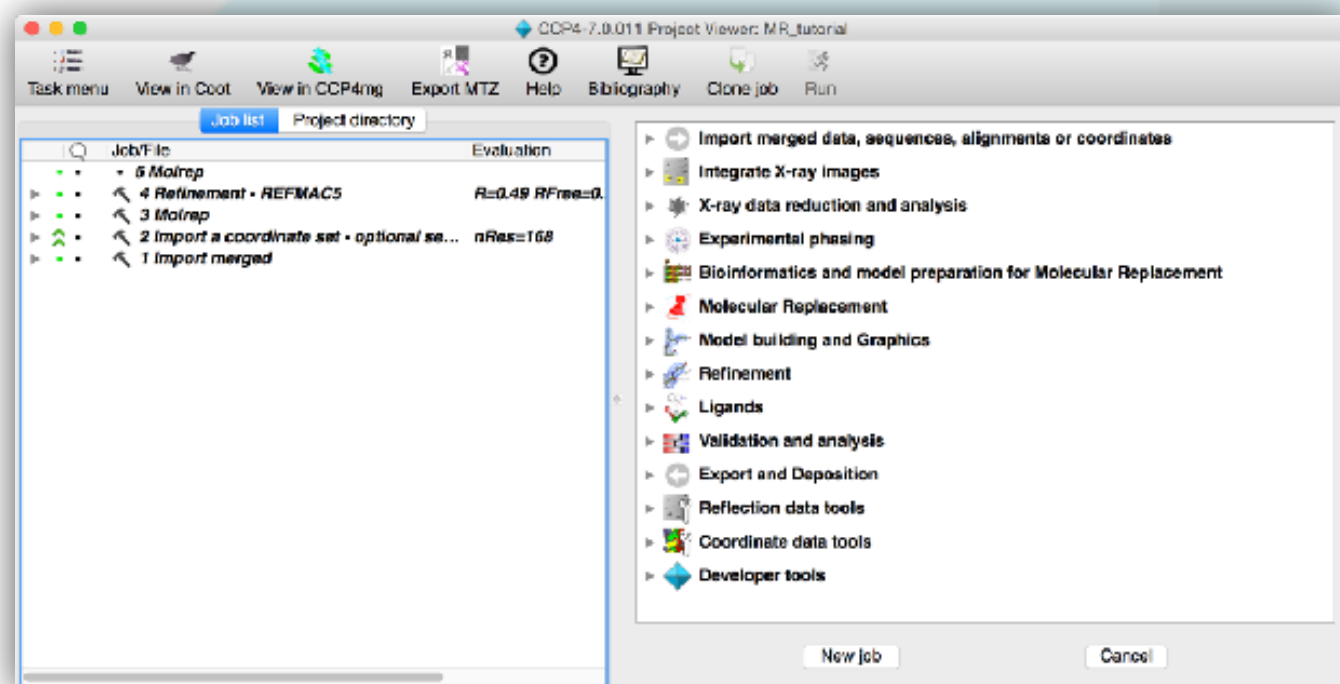 CCP4-7.0.011 Project Viewer: MR_tutorial
Task menu View in Coot View in CCP4mg Export MTZ Help Bibliography Clone job Run
Job list Project directory
Job/File Evaluation
5 Molrep
4 Refinement - REFMAC5 R=0.49 RFree=0.
3 Molrep
2 Import a coordinate set - optional se... nRes=168
1 Import merged
Import merged data, sequences, alignments or coordinates
Integrate X-ray images
X-ray data reduction and analysis
Experimental phasing
Bioinformatics and model preparation for Molecular Replacement
Molecular Replacement
Model building and Graphics
Refinement
Ligands
Validation and analysis
Export and Deposition
Reflection data tools
Coordinate data tools
Developer tools
New job Cancel